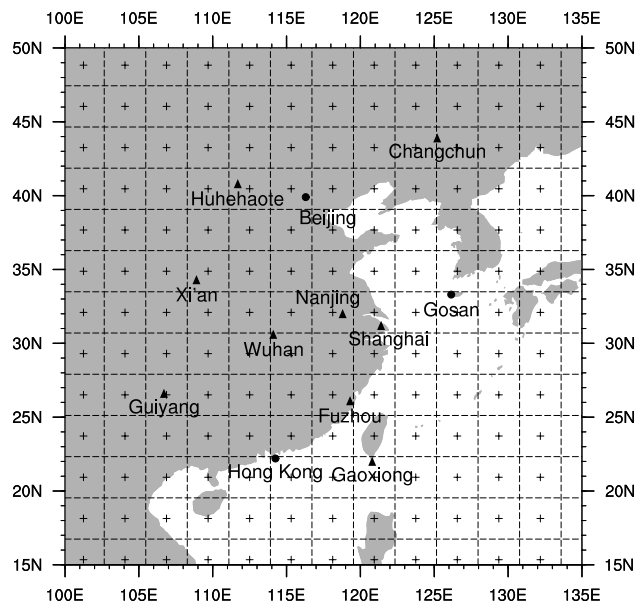 100E 105E 110E 115E 120E 125E 130E 135E
50N 50N
45N 45N
Changchun
40N 40N
Huhehaote
Beijing
35N 35N
Xi'an
Nanjing
Gosan
30N 30N
Shanghai
Wuhan
Guiyang
25N 25N
Fuzhou
Hong Kong
Gaoxiong
20N 20N
15N 15N
100E 105E 110E 115E 120E 125E 130E 135E